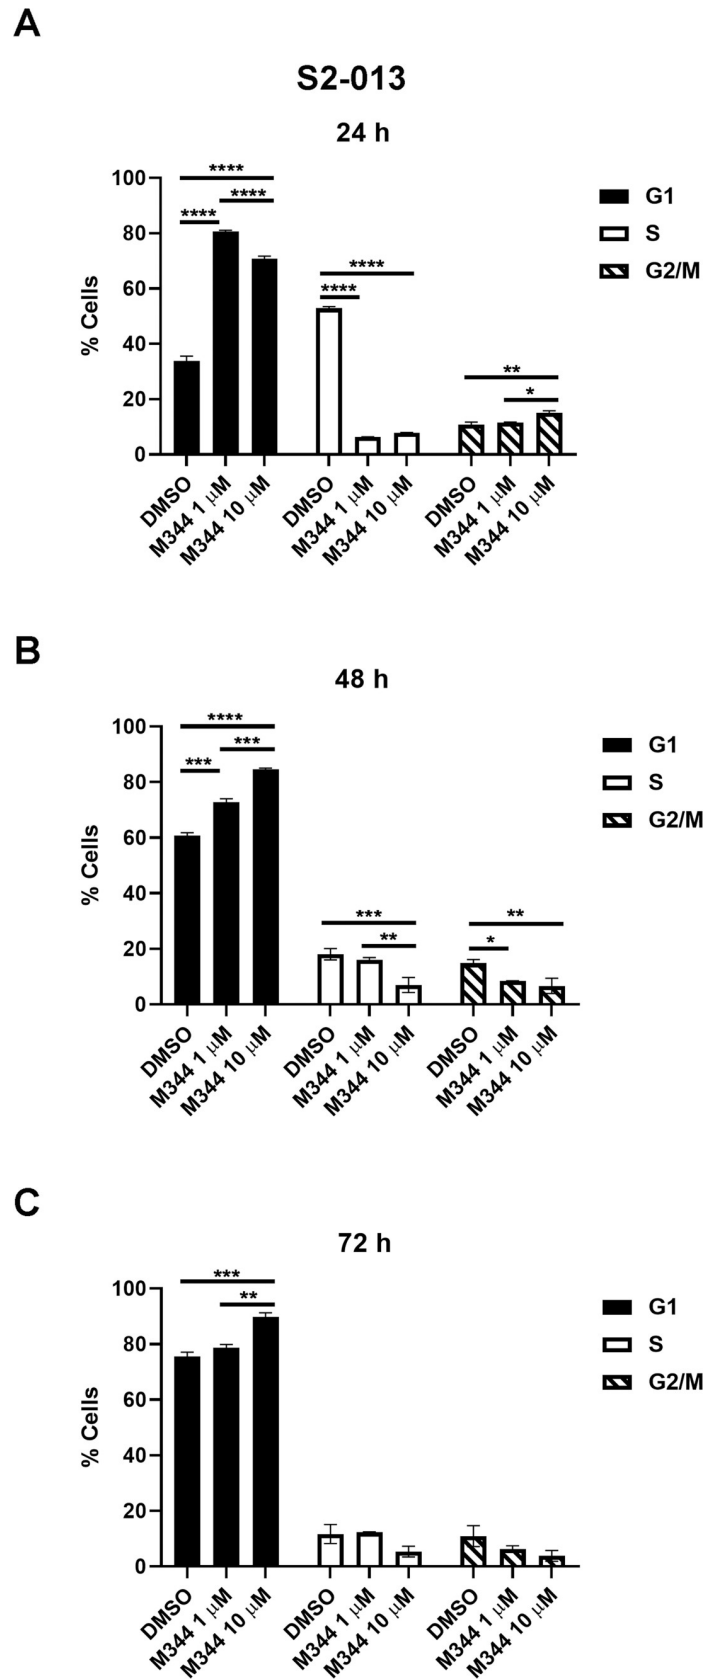 A
S2-013
24 h
****
****
****
****
****
**
*
100
80
60
40
20
0
% Cells
G1
S
G2/M
DMSO
M344 1 μM
M344 10 μM
DMSO
M344 1 μM
M344 10 μM
DMSO
M344 1 μM
M344 10 μM
B
48 h
****
***
***
***
**
**
*
100
80
60
40
20
0
% Cells
G1
S
G2/M
DMSO
M344 1 μM
M344 10 μM
DMSO
M344 1 μM
M344 10 μM
DMSO
M344 1 μM
M344 10 μM
C
72 h
***
**
100
80
60
40
20
0
% Cells
G1
S
G2/M
DMSO
M344 1 μM
M344 10 μM
DMSO
M344 1 μM
M344 10 μM
DMSO
M344 1 μM
M344 10 μM